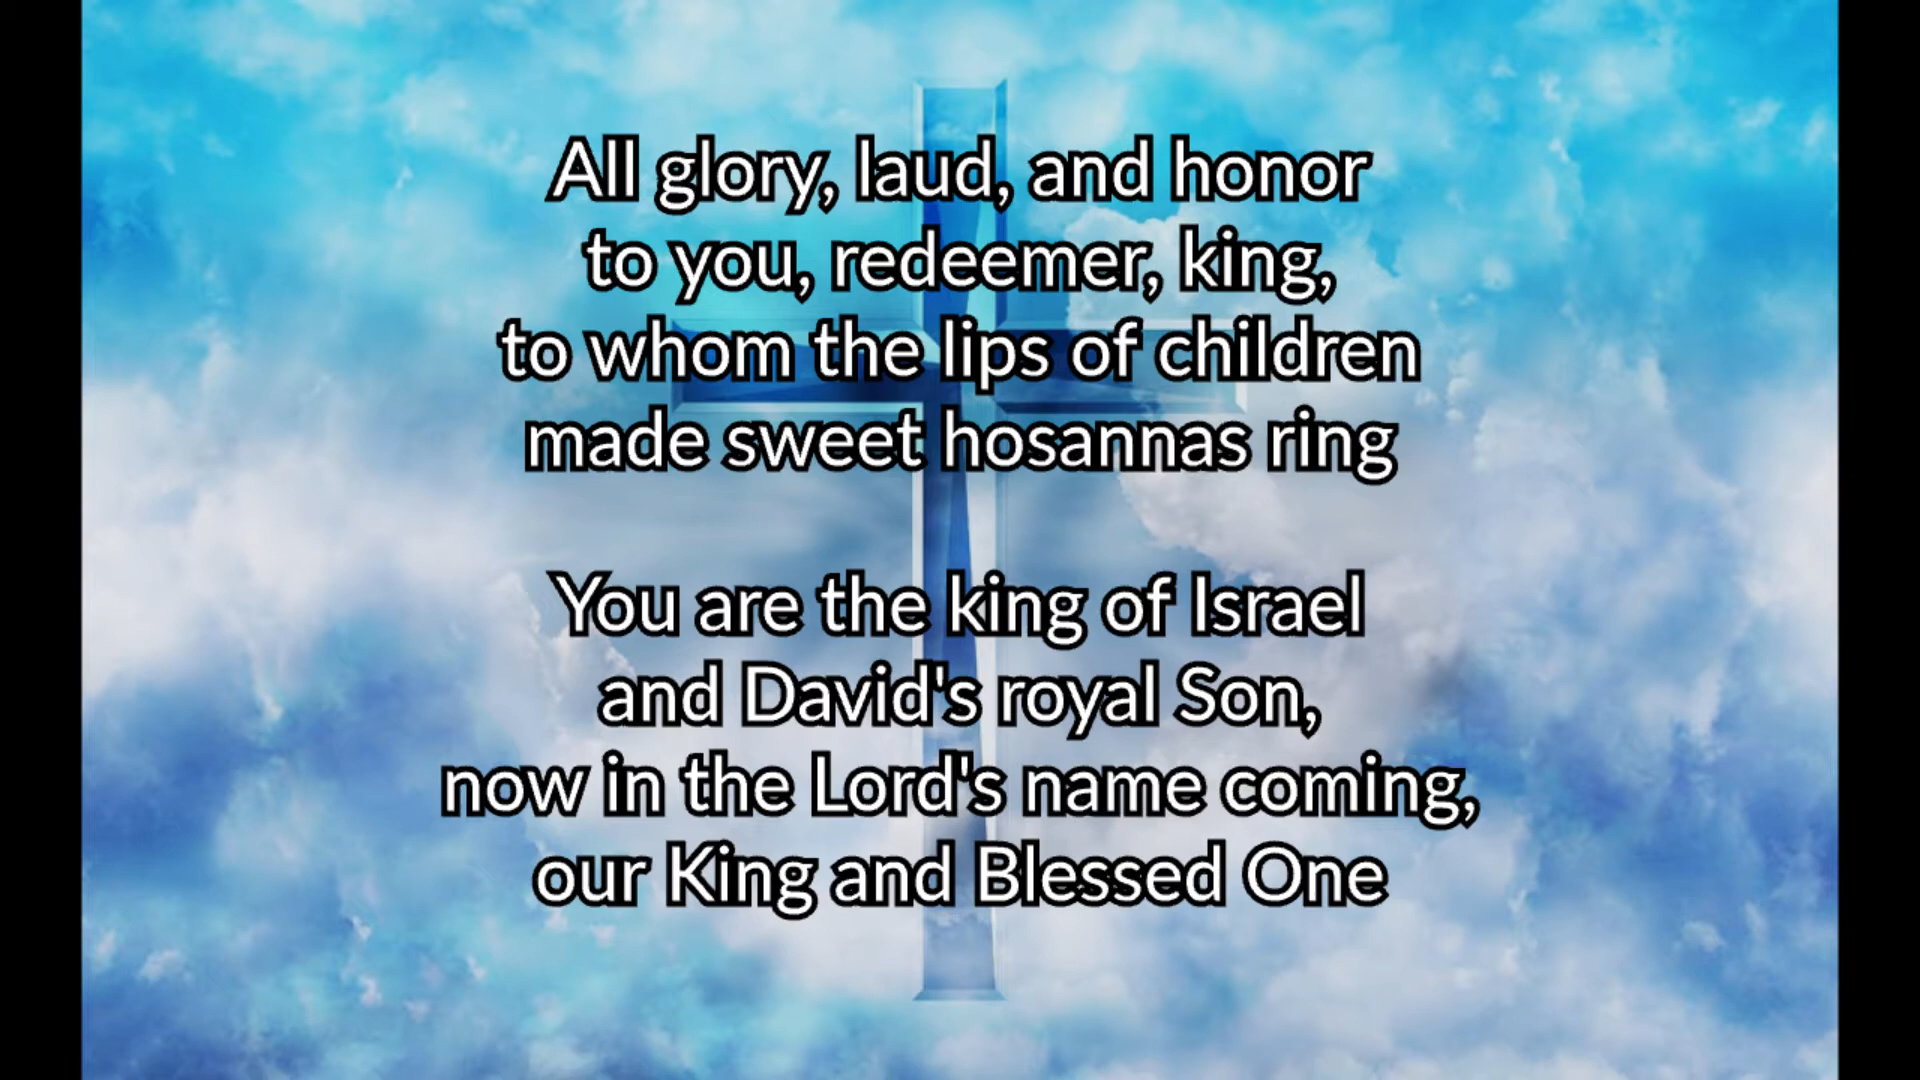 All glory, laud, and honor
to you, redeemer, king,
to whom the lips of children
made sweet hosannas ring
You are the king of Israel
and David's royal Son,
now in the Lord's name coming,
our King and Blessed One